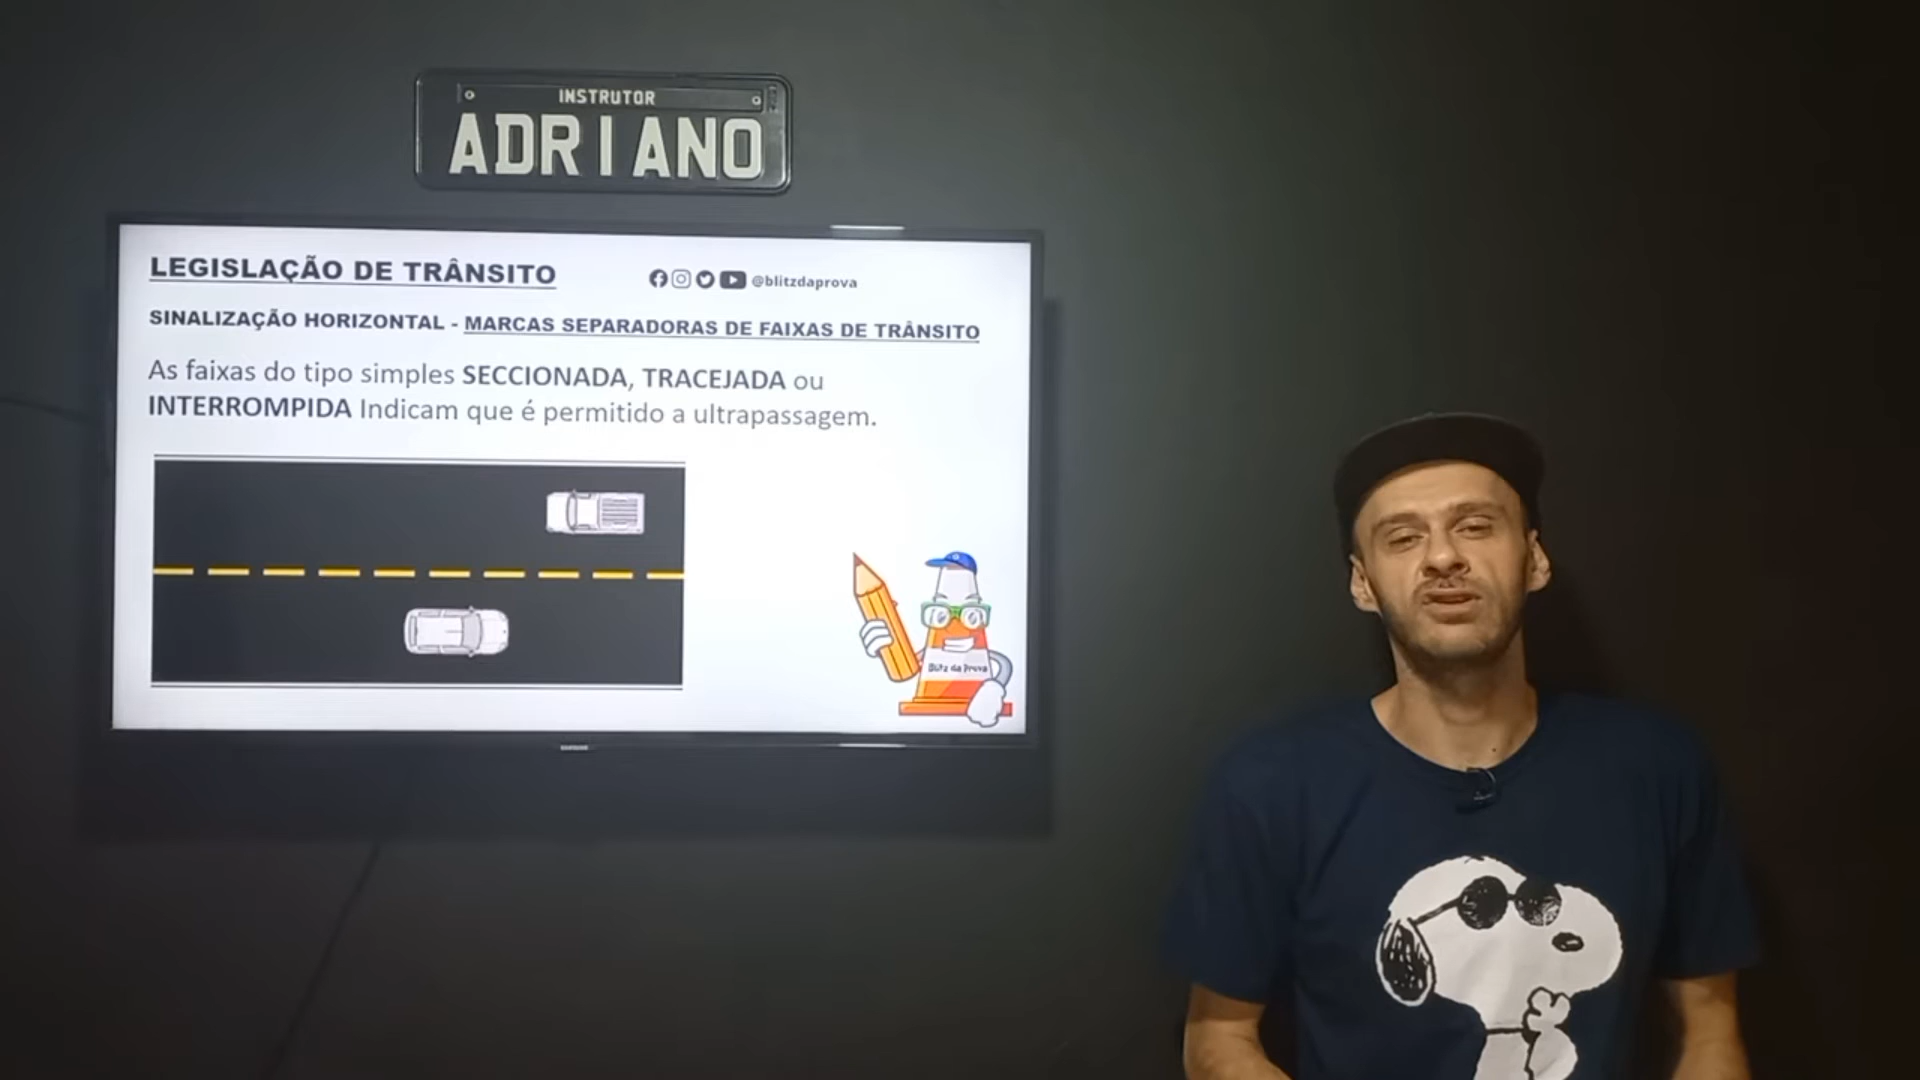 INSTRUTOR
ADRIANO
LEGISLAÇÃO DE TRÂNSITO
@blitzdaprova
SINALIZAÇÃO HORIZONTAL - MARCAS SEPARADORAS DE FAIXAS DE TRÂNSITO
As faixas do tipo simples SECCIONADA, TRACEJADA ou
INTERROMPIDA Indicam que é permitido a ultrapassagem.
Blitz da Prova
SAMSUNG